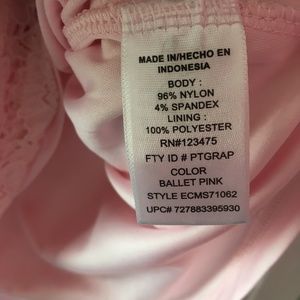 MADE IN/HECHO EN
INDONESIA
BODY :
96% NYLON
4% SPANDEX
LINING :
100% POLYESTER
RN#123475
FTY ID # PTGRAP
COLOR
BALLET PINK
STYLE ECMS71062
UPC# 727883395930